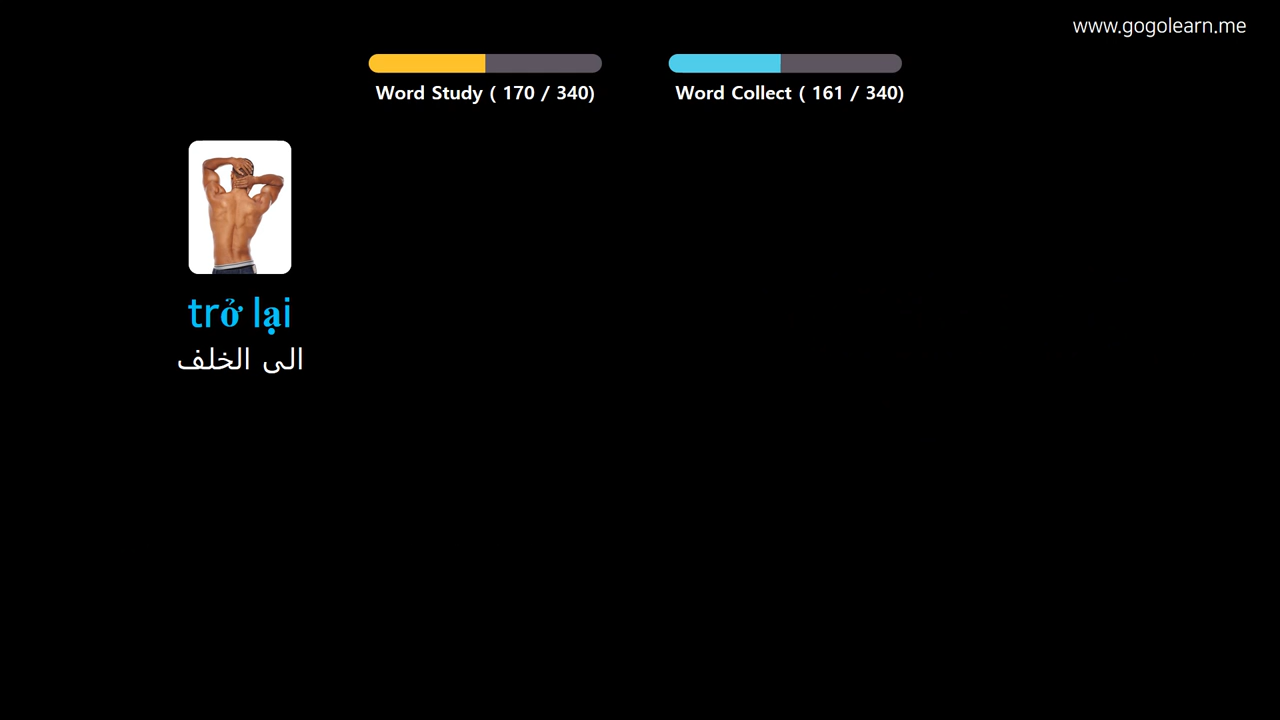 www.gogolearn.me
Word Study ( 170 / 340)
Word Collect ( 161 / 340)
trở lại
الى الخلف